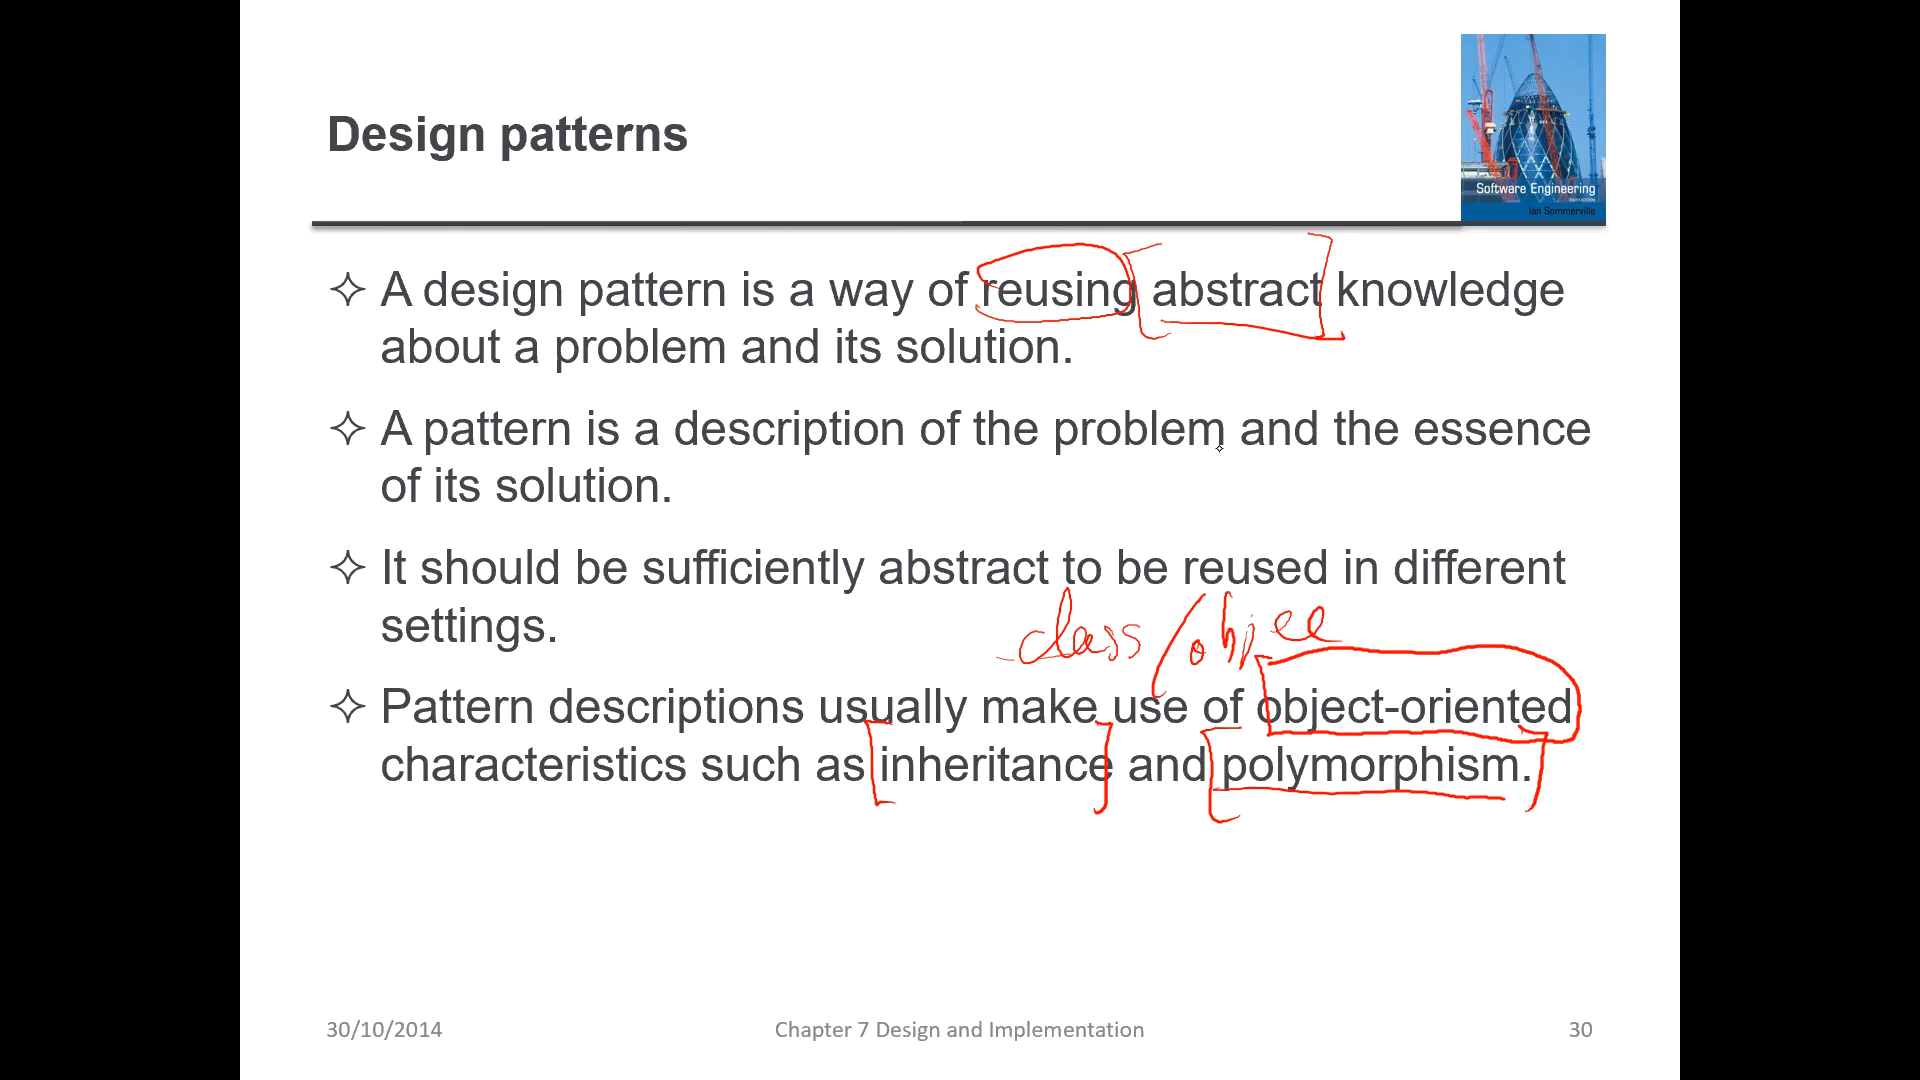 Design patterns
Software Engineering
Ian Sommerville
✧ A design pattern is a way of reusing abstract knowledge
about a problem and its solution.
✧ A pattern is a description of the problem and the essence
of its solution.
✧ It should be sufficiently abstract to be reused in different
settings.
class /objec
✧ Pattern descriptions usually make use of object-oriented
characteristics such as inheritance and polymorphism.
30/10/2014
Chapter 7 Design and Implementation
30